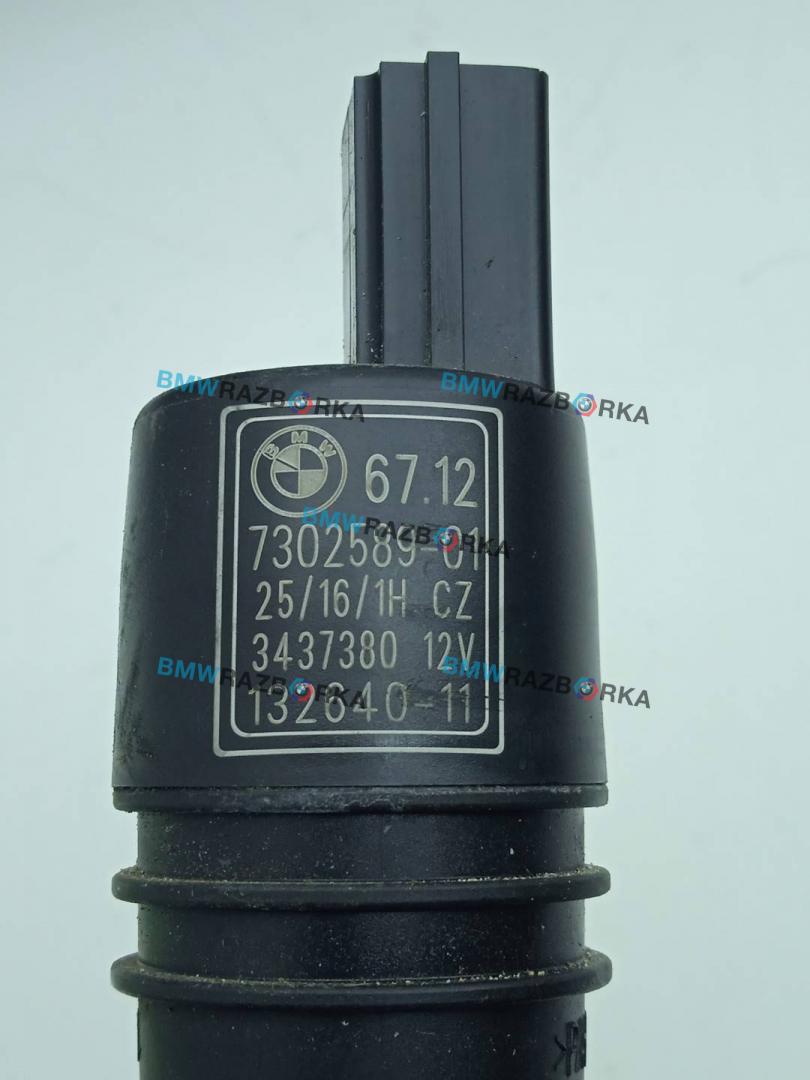 BMWRAZBORKA
BMWRAZBORKA
BMW 67.12
BMWRAZBORKA
7302589-01
25/16/1H CZ
3437380 12V
BMWRAZBORKA
BMWRAZBORKA
132640-11